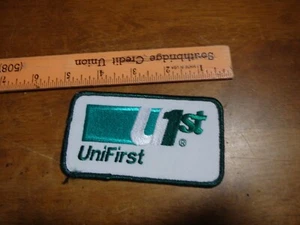 Southbridge Credit Union
(508)
U1st®
UniFirst